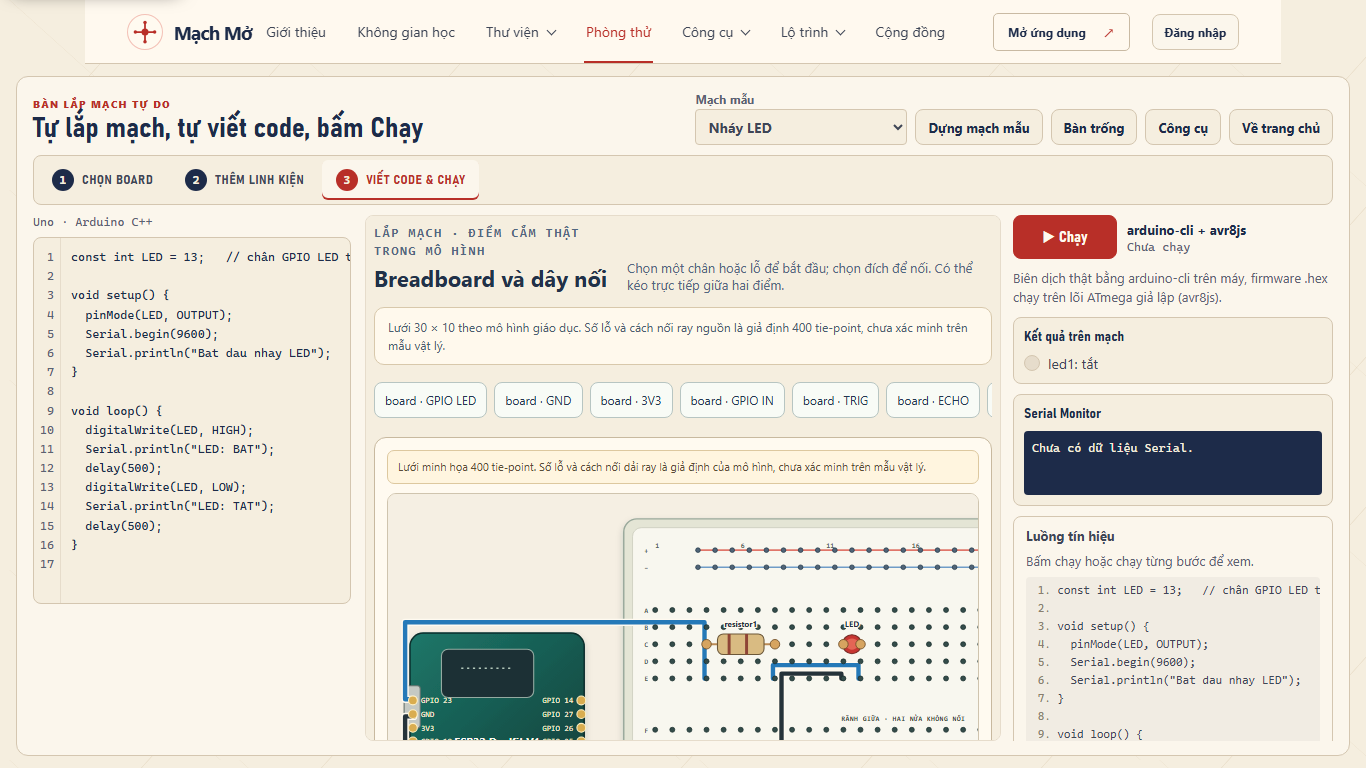 Mạch Mở
Giới thiệu
Không gian học
Thư viện
Phòng thử
Công cụ
Lộ trình
Cộng đồng
Mở ứng dụng ↗
Đăng nhập
BÀN LẮP MẠCH TỰ DO
Tự lắp mạch, tự viết code, bấm Chạy
Mạch mẫu
Nháy LED
Dựng mạch mẫu
Bàn trống
Công cụ
Về trang chủ
1 CHỌN BOARD
2 THÊM LINH KIỆN
3 VIẾT CODE & CHẠY
Uno · Arduino C++
1 const int LED = 13;   // chân GPIO LED t
2
3 void setup() {
4   pinMode(LED, OUTPUT);
5   Serial.begin(9600);
6   Serial.println("Bat dau nhay LED");
7 }
8
9 void loop() {
10   digitalWrite(LED, HIGH);
11   Serial.println("LED: BAT");
12   delay(500);
13   digitalWrite(LED, LOW);
14   Serial.println("LED: TAT");
15   delay(500);
16 }
17
LẮP MẠCH · ĐIỂM CẮM THẬT
TRONG MÔ HÌNH
Breadboard và dây nối
Chọn một chân hoặc lỗ để bắt đầu; chọn đích để nối. Có thể
kéo trực tiếp giữa hai điểm.
Lưới 30 × 10 theo mô hình giáo dục. Số lỗ và cách nối ray nguồn là giả định 400 tie-point, chưa xác minh trên
mẫu vật lý.
board · GPIO LED
board · GND
board · 3V3
board · GPIO IN
board · TRIG
board · ECHO
Lưới minh họa 400 tie-point. Số lỗ và cách nối dải ray là giả định của mô hình, chưa xác minh trên mẫu vật lý.
1 6 11 16
+
-
A
B
C
D
E
F
resistor1
LED
RÃNH GIỮA · HAI NỬA KHÔNG NỐI
GPIO 23
GND
3V3
GPIO 14
GPIO 27
GPIO 26
▶ Chạy
arduino-cli + avr8js
Chưa chạy
Biên dịch thật bằng arduino-cli trên máy, firmware .hex
chạy trên lõi ATmega giả lập (avr8js).
Kết quả trên mạch
led1: tắt
Serial Monitor
Chưa có dữ liệu Serial.
Luồng tín hiệu
Bấm chạy hoặc chạy từng bước để xem.
1. const int LED = 13;   // chân GPIO LED t
2.
3. void setup() {
4.   pinMode(LED, OUTPUT);
5.   Serial.begin(9600);
6.   Serial.println("Bat dau nhay LED");
7. }
8.
9. void loop() {